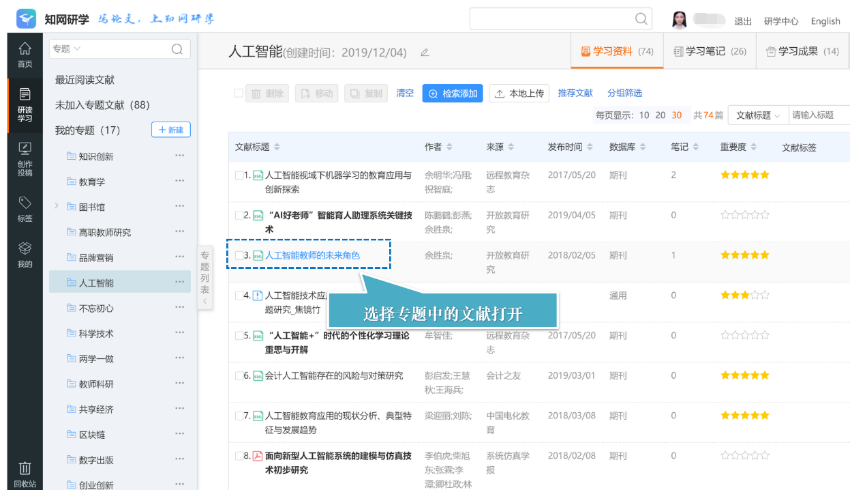 知网研学 写论文，上知网研学
退出 研学中心 English
首页
研读
学习
创作
投稿
标签
我的
回收站
专题
最近阅读文献
未加入专题文献（88）
我的专题（17） + 新建
知识创新
教育学
图书馆
高职教师研究
品牌营销
人工智能
不忘初心
科学技术
两学一做
教师科研
共享经济
区块链
数字出版
创业创新
专
题
列
表
人工智能(创建时间：2019/12/04)
学习资料 (74) 学习笔记 (26) 学习成果 (14)
删除 移动 复制 清空 检索添加 本地上传 推荐文献 分组筛选
每页显示: 10 20 30 共74篇 文献标题 请输入标题
文献标题 作者 来源 发布时间 数据库 笔记 重要度 文献标签
1. 人工智能视域下机器学习的教育应用与 余明华;冯翔; 远程教育杂 2017/05/20 期刊 2
创新探索 祝智庭; 志
2. “AI好老师”智能育人助理系统关键技 陈鹏鹤;彭燕; 开放教育研 2019/04/05 期刊 0
术 余胜泉; 究
3. 人工智能教师的未来角色 余胜泉; 开放教育研 2018/02/05 期刊 1
究
4. 人工智能技术应 通用 0
题研究_焦镜竹
选择专题中的文献打开
5. “人工智能+”时代的个性化学习理论 牟智佳; 远程教育杂 2017/05/20 期刊 0
重思与开解 志
6. 会计人工智能存在的风险与对策研究 彭启发;王慧 会计之友 2019/03/01 期刊 0
秋;王海兵;
7. 人工智能教育应用的现状分析、典型特 梁迎丽;刘陈; 中国电化教 2018/03/08 期刊 0
征与发展趋势 育
8. 面向新型人工智能系统的建模与仿真技 李伯虎;柴旭 系统仿真学 2018/02/08 期刊 0
术初步研究 东;张霖;李 报
潭;卿杜政;林